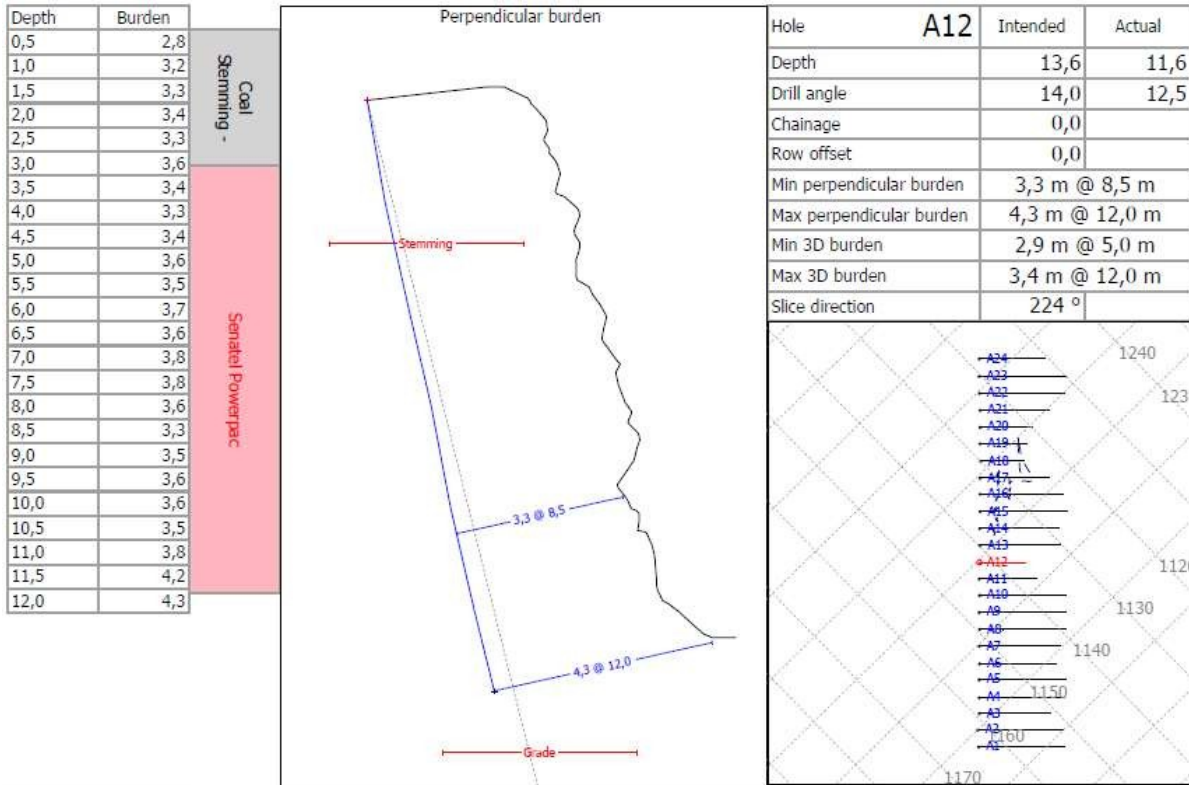 Depth Burden
0,5 2,8
1,0 3,2
1,5 3,3
2,0 3,4
2,5 3,3
3,0 3,6
3,5 3,4
4,0 3,3
4,5 3,4
5,0 3,6
5,5 3,5
6,0 3,7
6,5 3,6
7,0 3,8
7,5 3,8
8,0 3,6
8,5 3,3
9,0 3,5
9,5 3,6
10,0 3,6
10,5 3,5
11,0 3,8
11,5 4,2
12,0 4,3
Coal
Stemming -
Senatel Powerpac
Perpendicular burden
Stemming
3,3 @ 8,5
4,3 @ 12,0
Grade
Hole A12 Intended Actual
Depth 13,6 11,6
Drill angle 14,0 12,5
Chainage 0,0
Row offset 0,0
Min perpendicular burden 3,3 m @ 8,5 m
Max perpendicular burden 4,3 m @ 12,0 m
Min 3D burden 2,9 m @ 5,0 m
Max 3D burden 3,4 m @ 12,0 m
Slice direction 224 °
1240
A24
A23
123
A22
A21
A20
A19
A18
A17
A16
A15
A14
A13
A12
1120
A11
A10
1130
A9
A8
A7
1140
A6
A5
A4
1150
A3
A2
1160
A1
1170